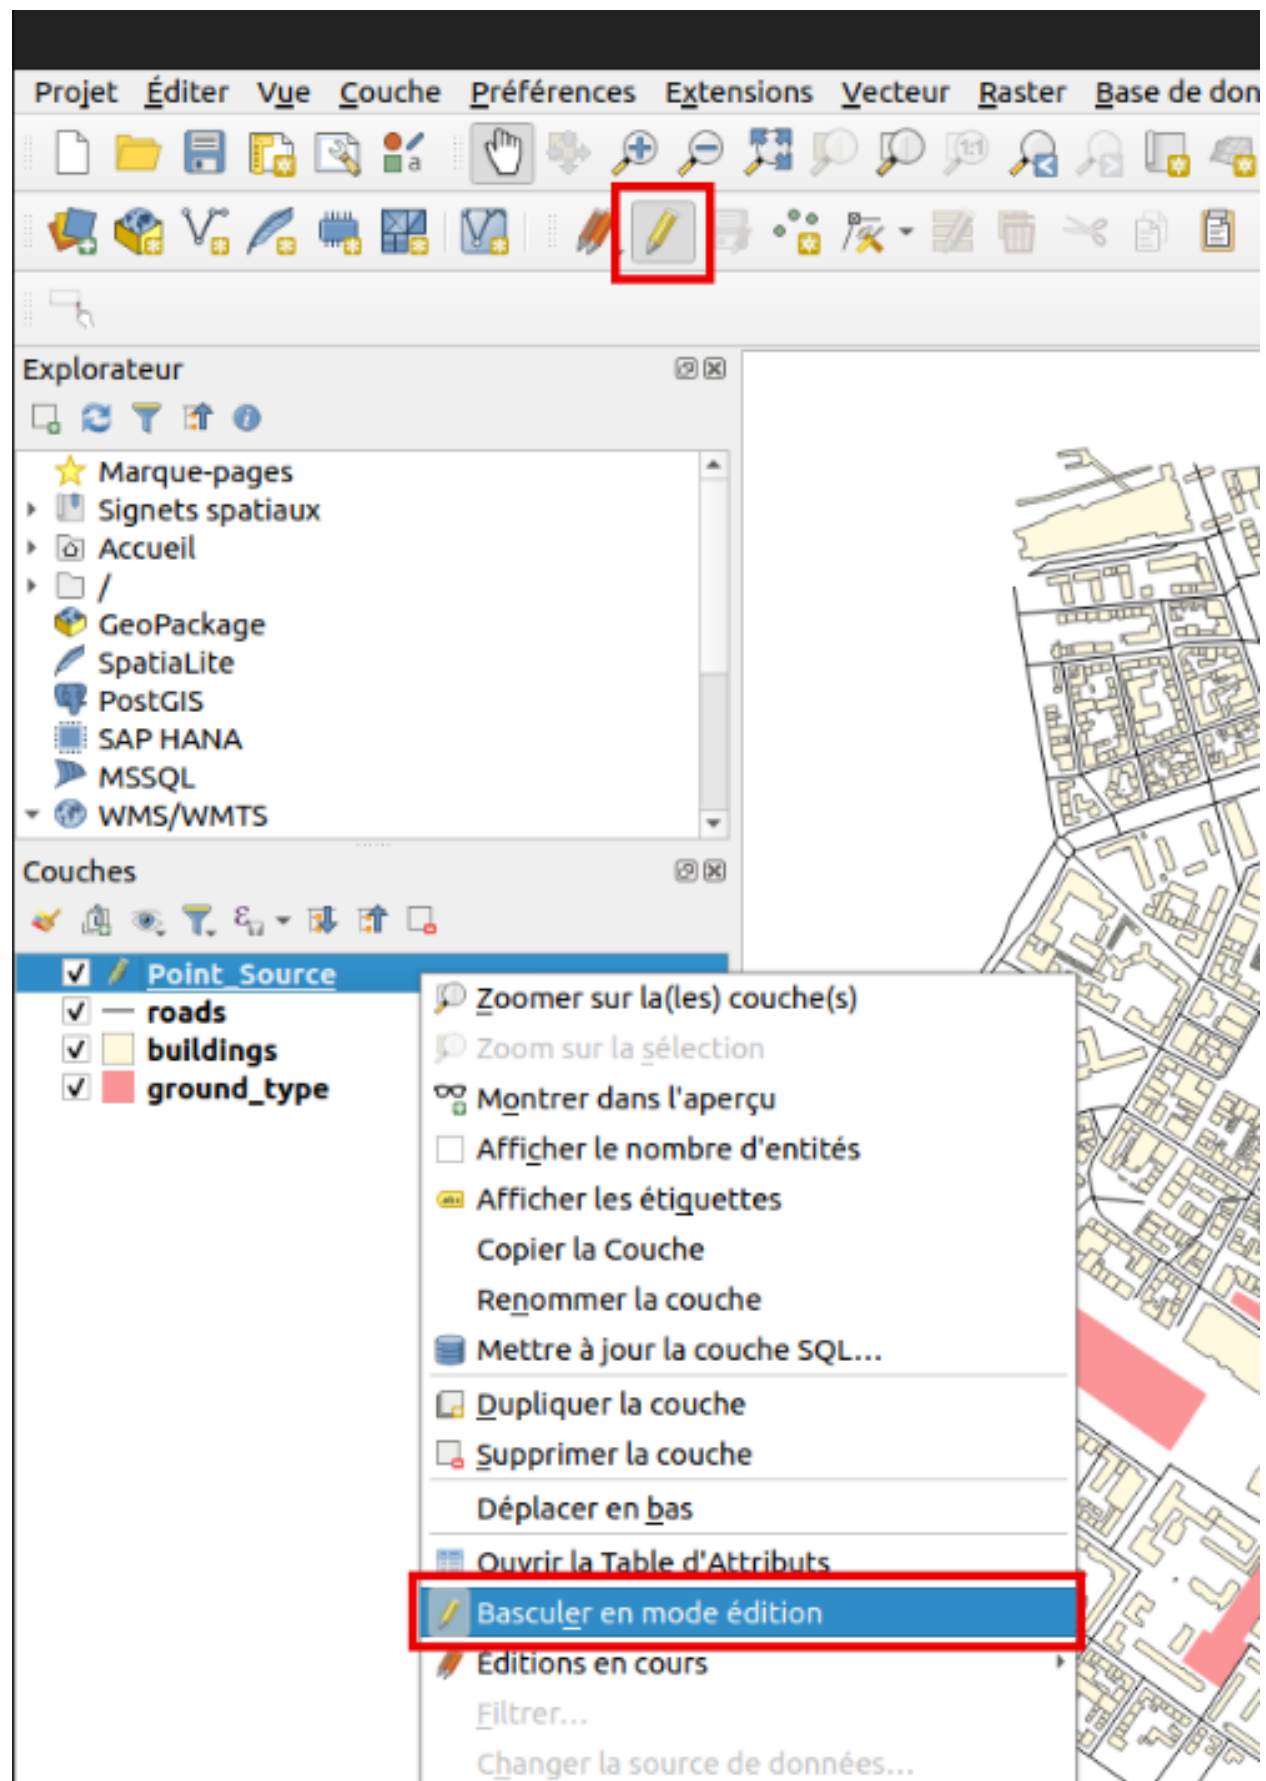 Projet Éditer Vue Couche Préférences Extensions Vecteur Raster Base de don
a 1:1
Explorateur
Marque-pages
Signets spatiaux
Accueil
/
GeoPackage
SpatiaLite
PostGIS
SAP HANA
MSSQL
WMS/WMTS
Couches
Point_Source
roads
buildings
ground_type
Zoomer sur la(les) couche(s)
Zoom sur la sélection
Montrer dans l'aperçu
Afficher le nombre d'entités
abc Afficher les étiquettes
Copier la Couche
Renommer la couche
Mettre à jour la couche SQL...
Dupliquer la couche
Supprimer la couche
Déplacer en bas
Ouvrir la Table d'Attributs
Basculer en mode édition
Éditions en cours
Filtrer...
Changer la source de données...